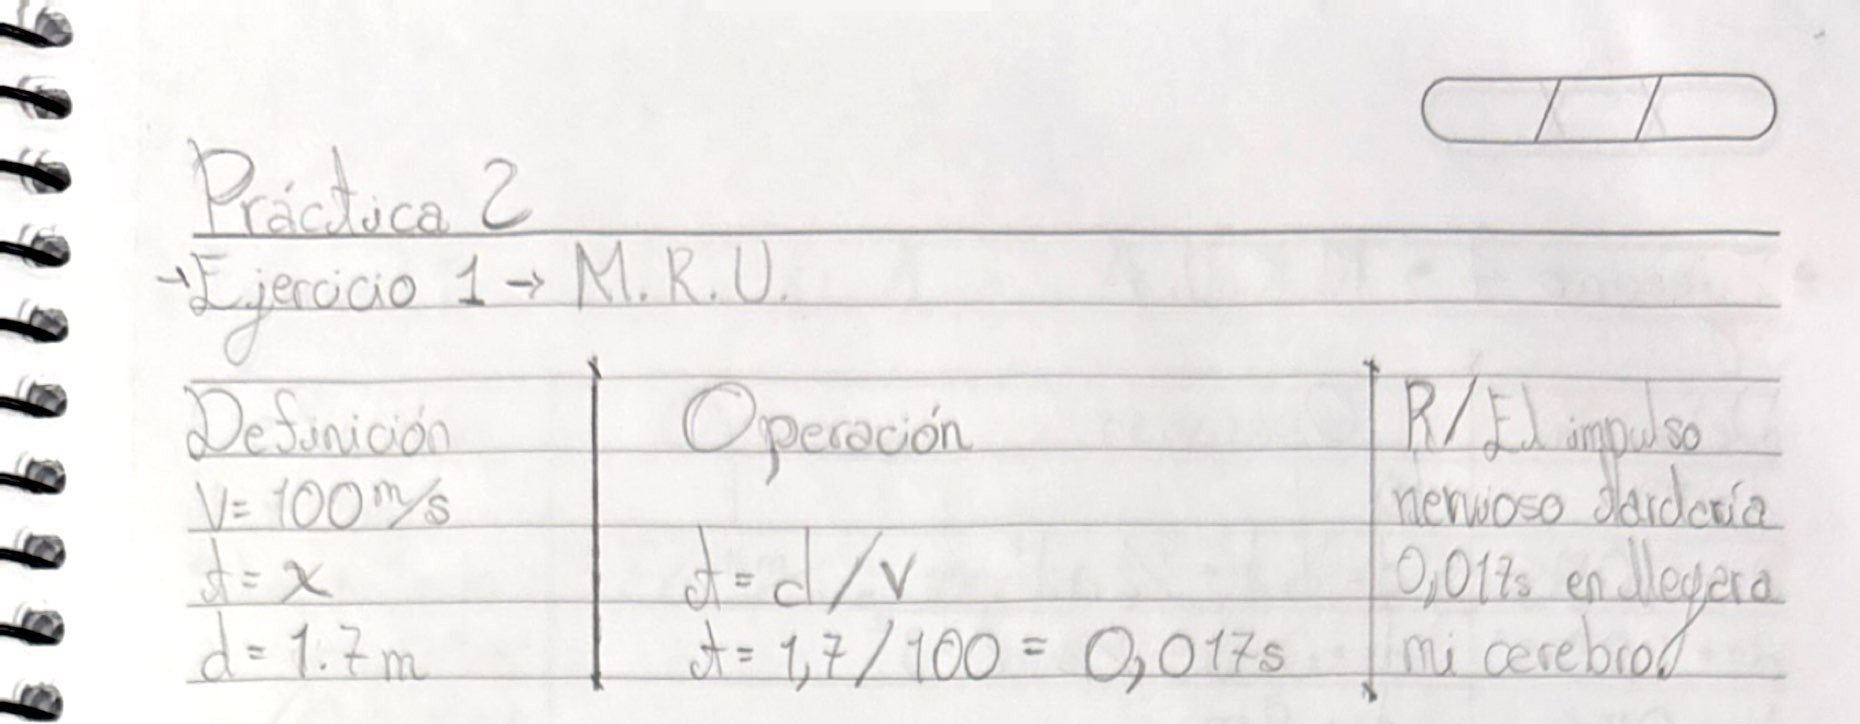 Práctica 2
→Ejercicio 1 → M.R.U.
Definición
V= 100 m/s
t= x
d= 1.7m
Operación
t= d/v
t= 1,7/100 = 0,017s
R/El impulso
nervioso tardaría
0,017s en llegar a
mi cerebro